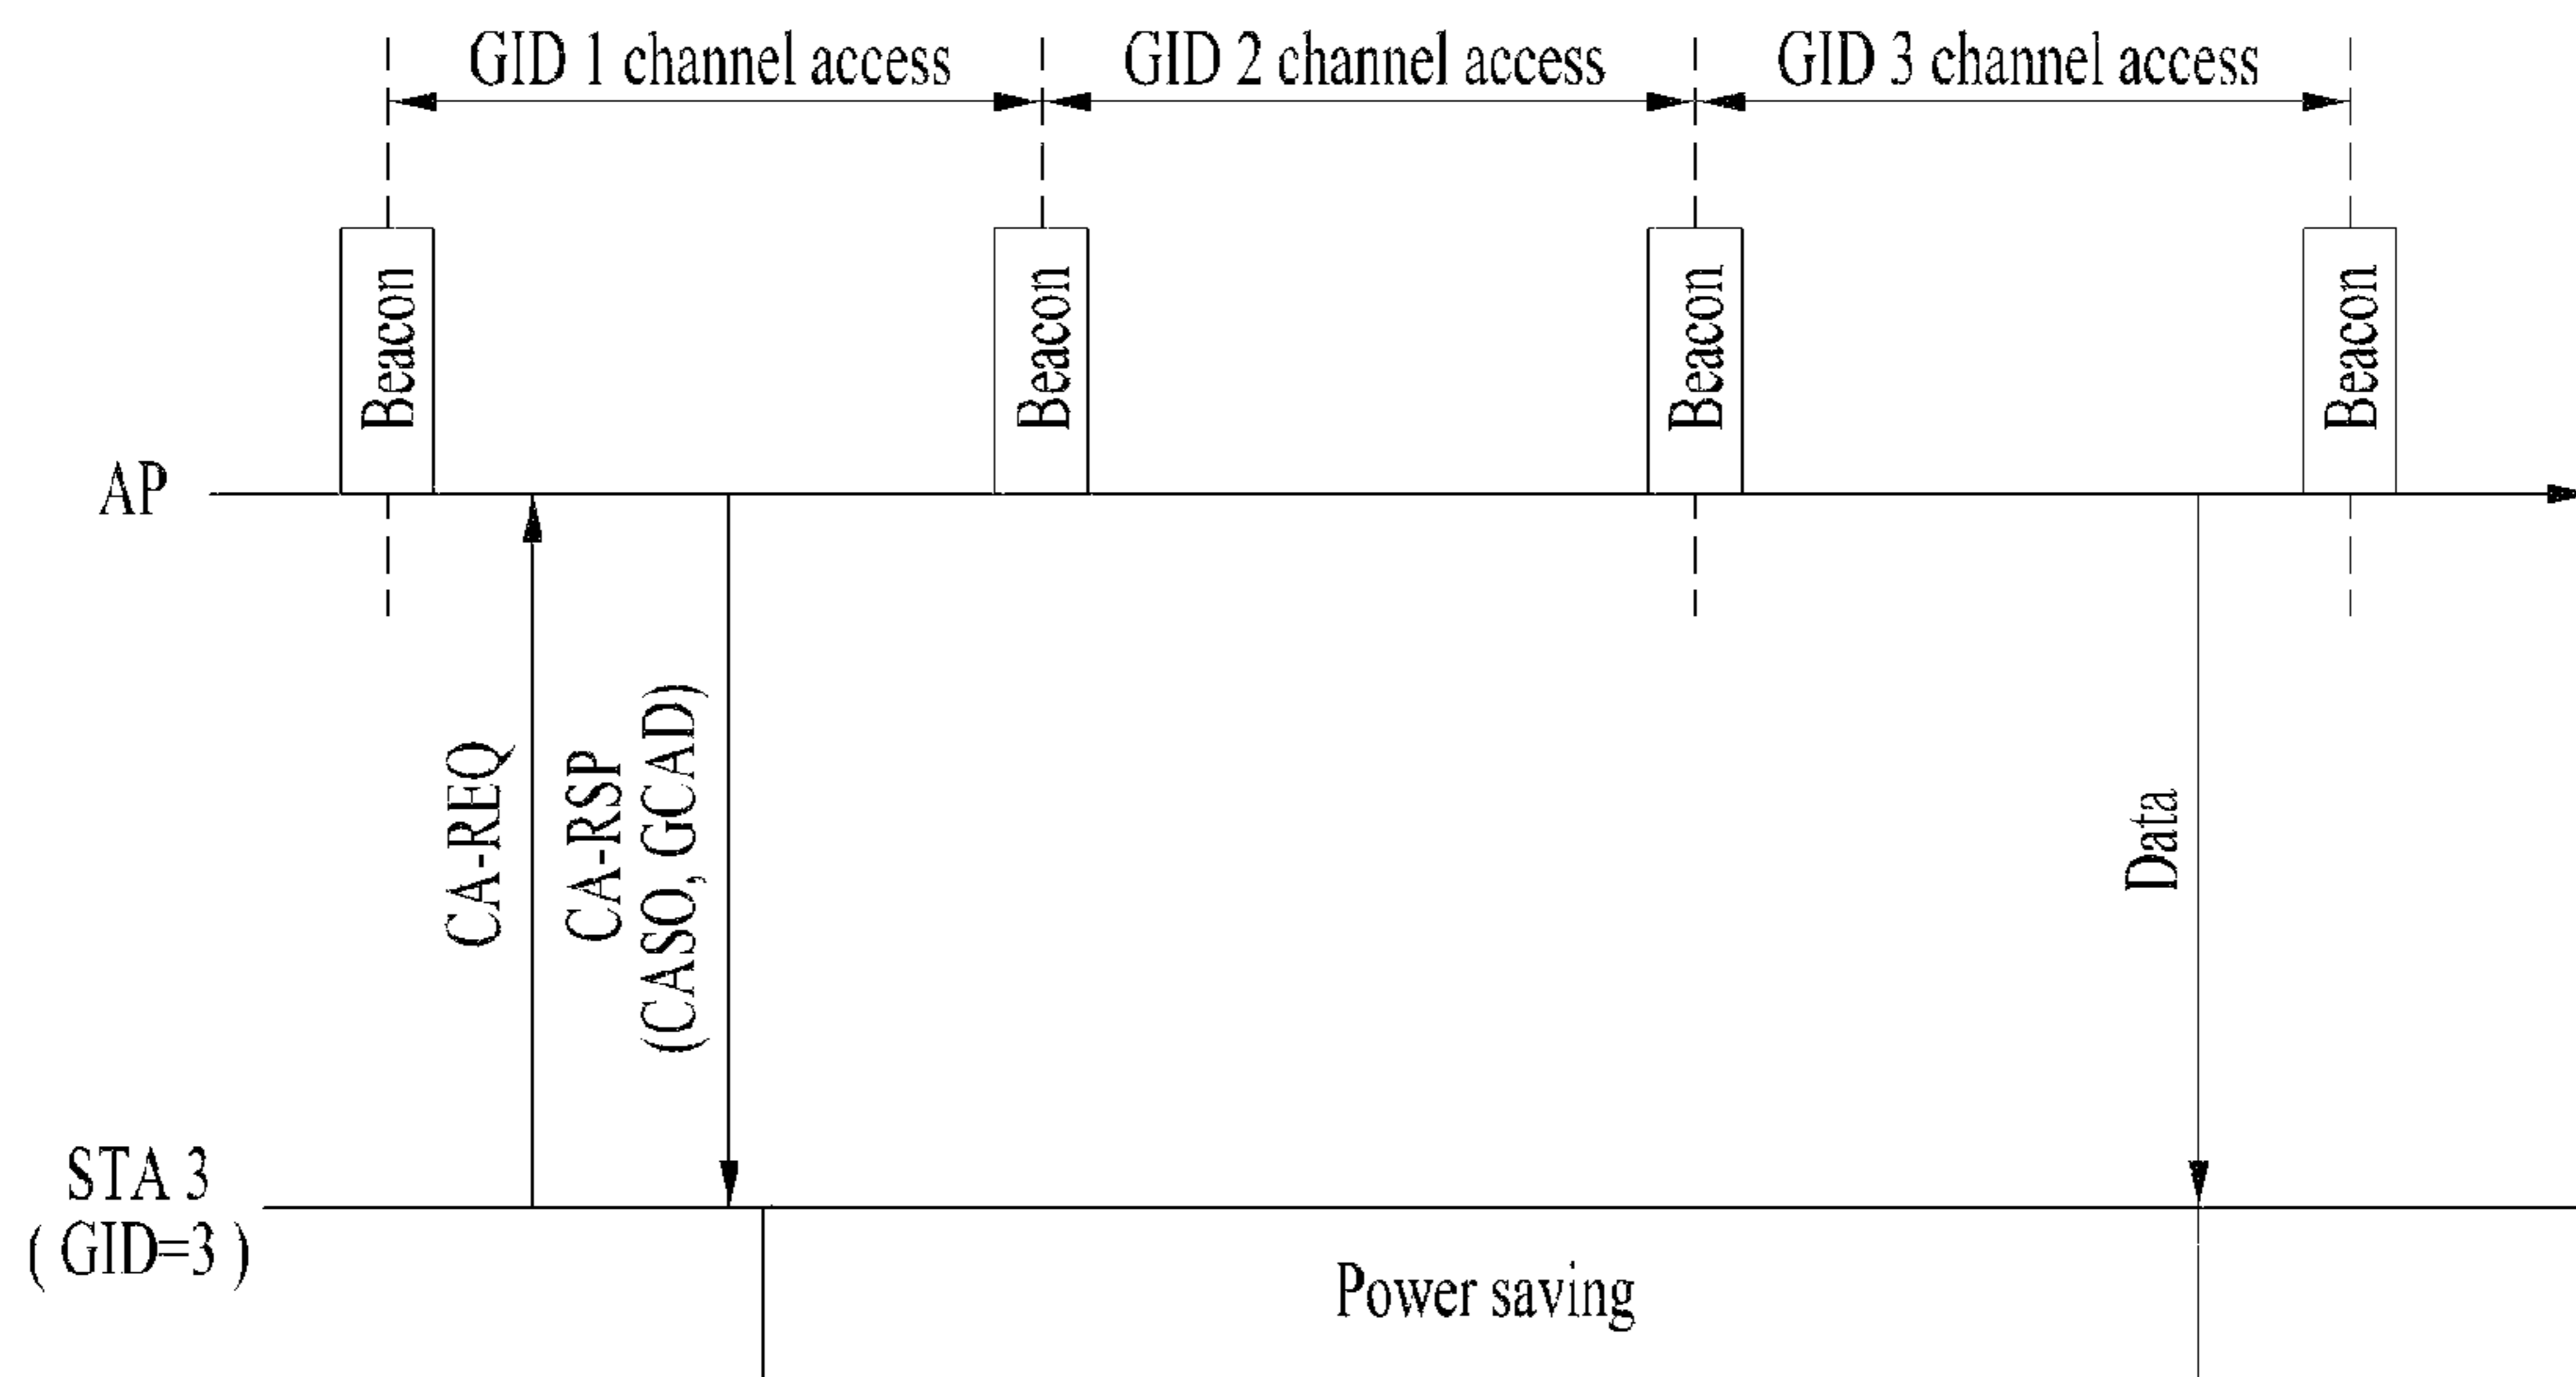 GID 1 channel access
GID 2 channel access
GID 3 channel access
Beacon
Beacon
Beacon
Beacon
AP
CA-REQ
CA-RSP
(CASO, GCAD)
Data
STA 3
( GID=3 )
Power saving